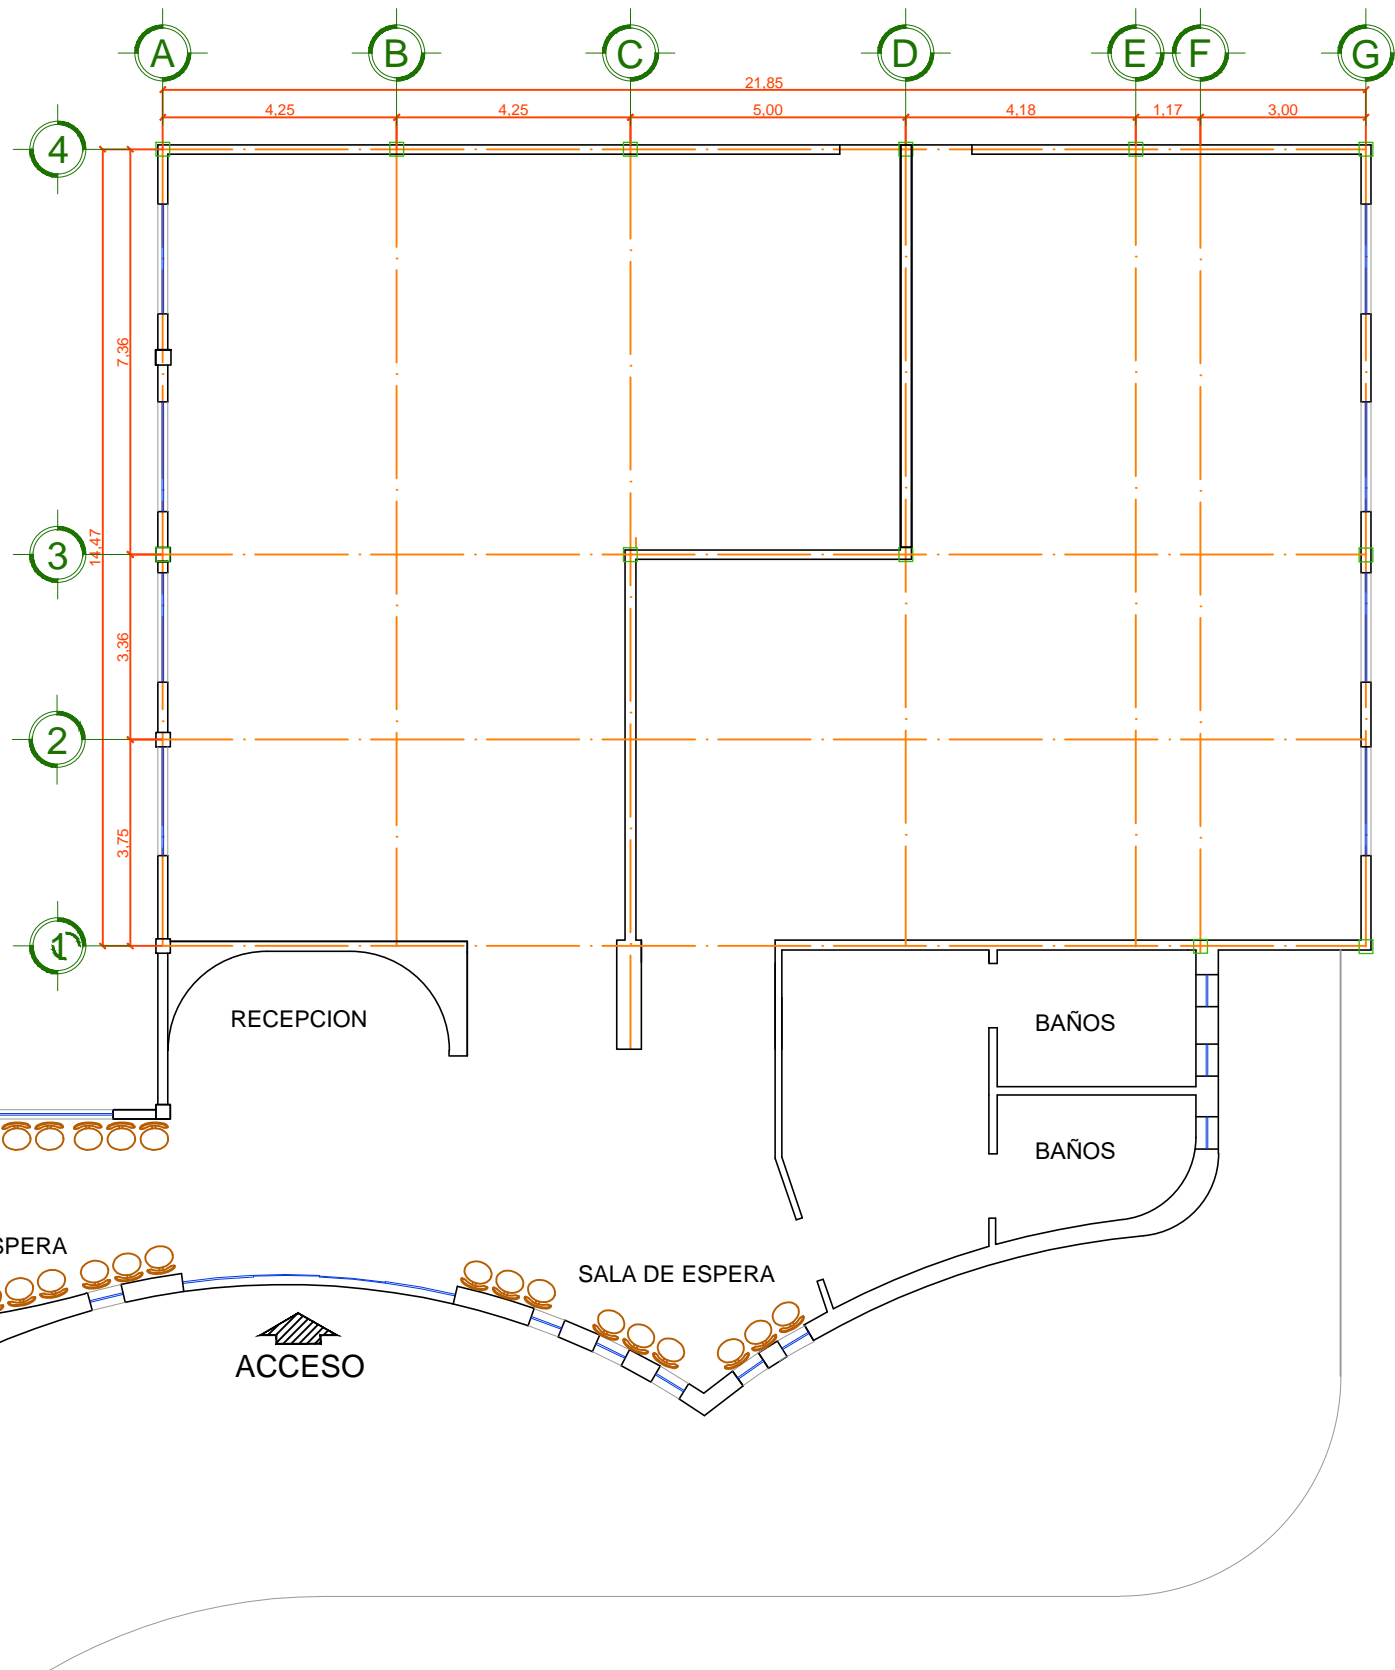 A B C D E F G
21,85
4,25 4,25 5,00 4,18 1,17 3,00
4
7,36
14,47
3
3,36
2
3,75
1
RECEPCION
BAÑOS
BAÑOS
SPERA
SALA DE ESPERA
ACCESO